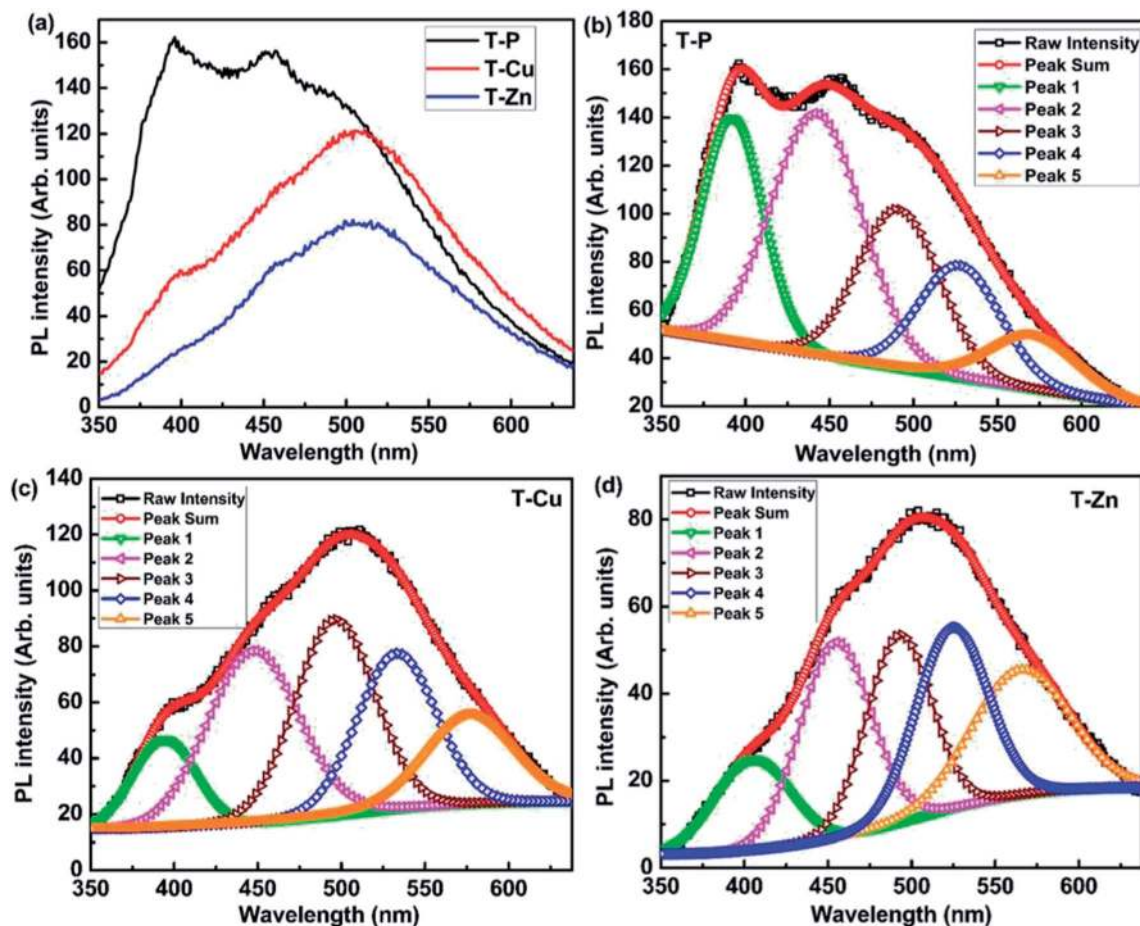 (a)
T-P
T-Cu
T-Zn
160
140
120
100
80
60
40
20
0
350 400 450 500 550 600
PL intensity (Arb. units)
Wavelength (nm)
(b)
T-P
Raw Intensity
Peak Sum
Peak 1
Peak 2
Peak 3
Peak 4
Peak 5
180
160
140
120
100
80
60
40
20
350 400 450 500 550 600
PL intensity (Arb. units)
Wavelength (nm)
(c)
T-Cu
Raw Intensity
Peak Sum
Peak 1
Peak 2
Peak 3
Peak 4
Peak 5
140
120
100
80
60
40
20
0
350 400 450 500 550 600
PL intensity (Arb. units)
Wavelength (nm)
(d)
T-Zn
Raw Intensity
Peak Sum
Peak 1
Peak 2
Peak 3
Peak 4
Peak 5
80
60
40
20
0
350 400 450 500 550 600
PL intensity (Arb. units)
Wavelength (nm)